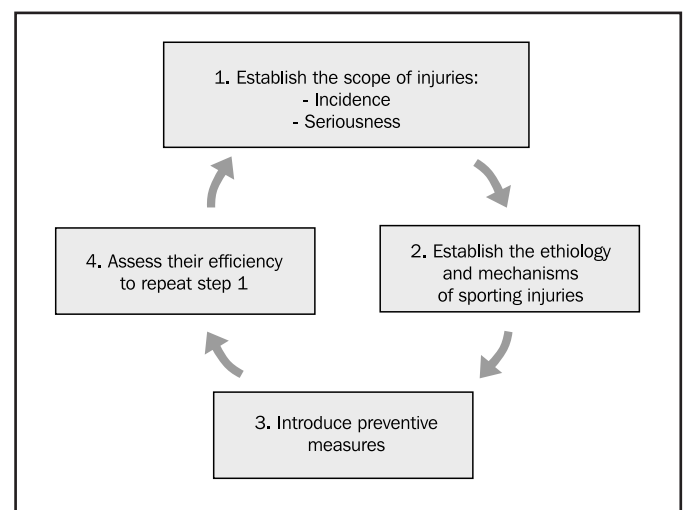 1. Establish the scope of injuries:
- Incidence
- Seriousness
2. Establish the ethiology
and mechanisms
of sporting injuries
3. Introduce preventive
measures
4. Assess their efficiency
to repeat step 1